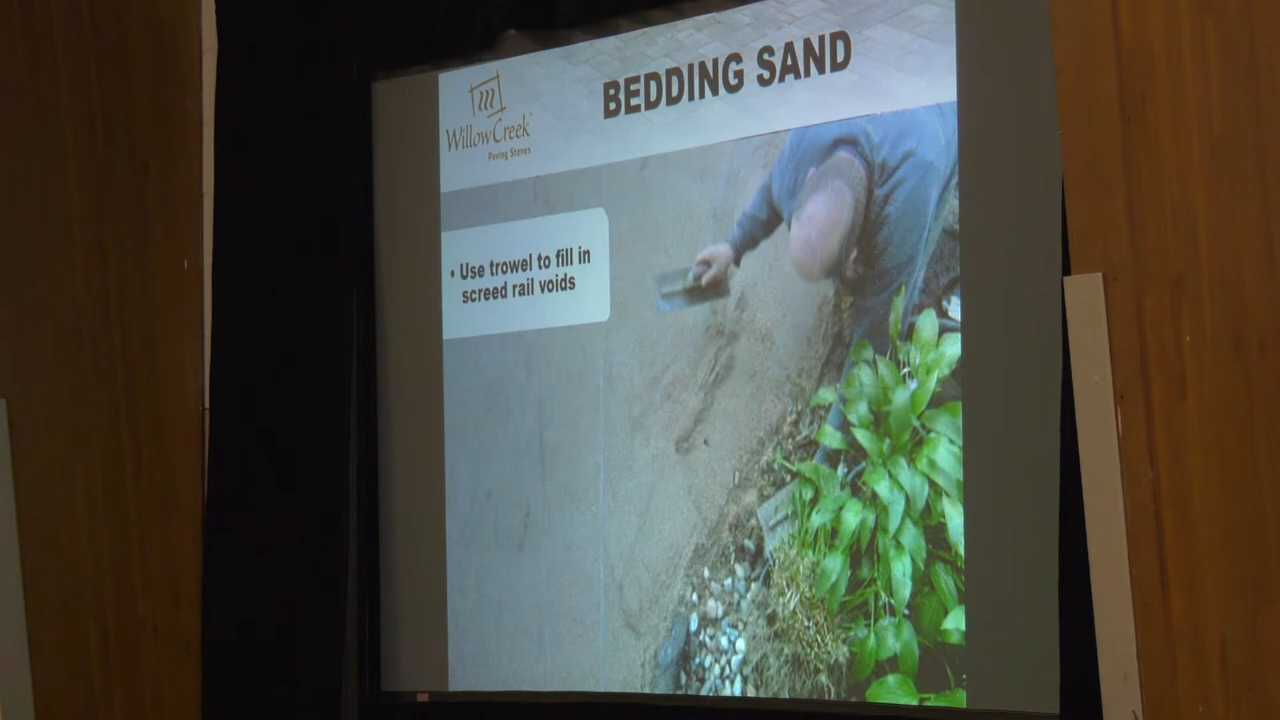 BEDDING SAND
WillowCreek
Paving Stones
• Use trowel to fill in
screed rail voids